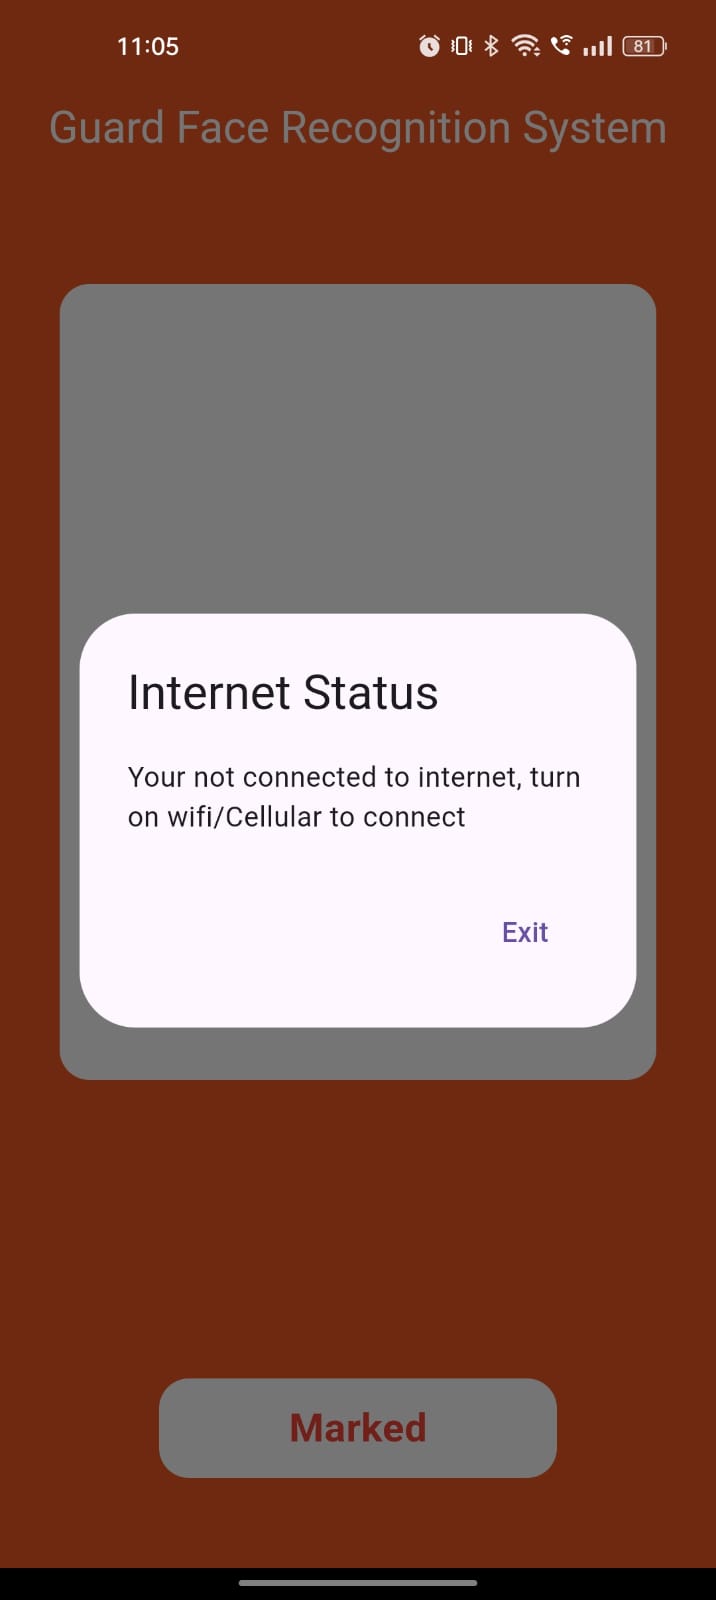 11:05
81
Guard Face Recognition System
Internet Status
Your not connected to internet, turn
on wifi/Cellular to connect
Exit
Marked